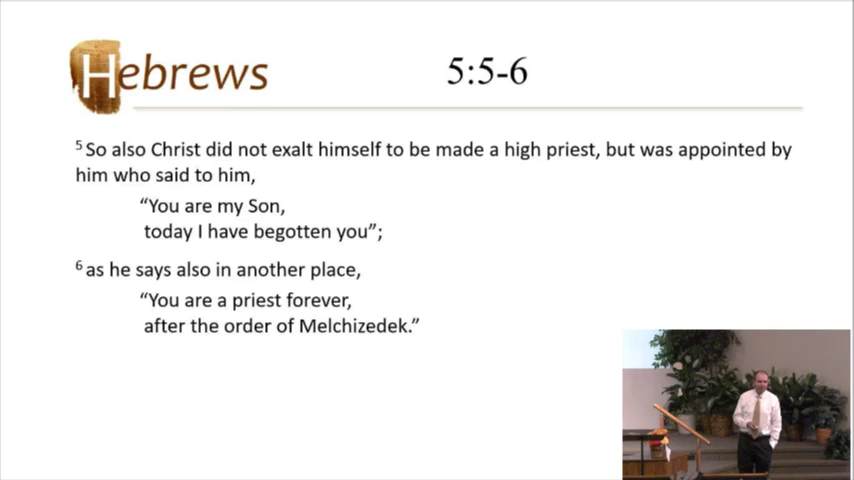 Hebrews 5:5-6
5 So also Christ did not exalt himself to be made a high priest, but was appointed by
him who said to him,
“You are my Son,
today I have begotten you”;
6 as he says also in another place,
“You are a priest forever,
after the order of Melchizedek.”